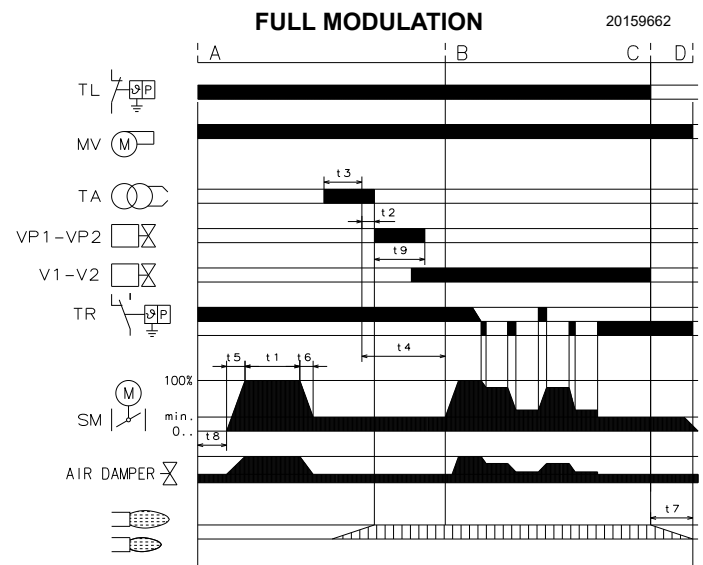 FULL MODULATION 20159662
A B C D
TL ϑ P
MV M
t3
TA
t2
VP1-VP2
t9
V1-V2
TR ϑ P
t4
t5 t1 t6
100%
M
SM min.
0..
t8
AIR DAMPER
t7